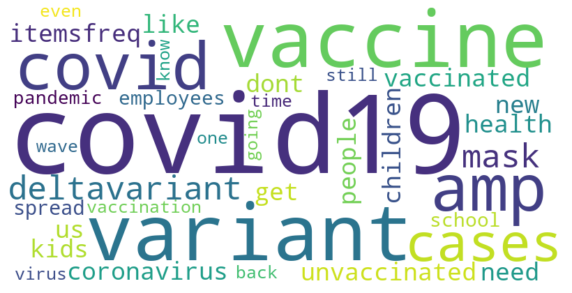 even
itemsfreq
like
know
vaccine
covid
dont
still
vaccinated
pandemic
employees
time
covid19
children
new
health
wave
one
going
people
mask
deltavariant
get
amp
spread
vaccination
variant
school
us
kids
cases
virus
coronavirus
back
unvaccinated
need